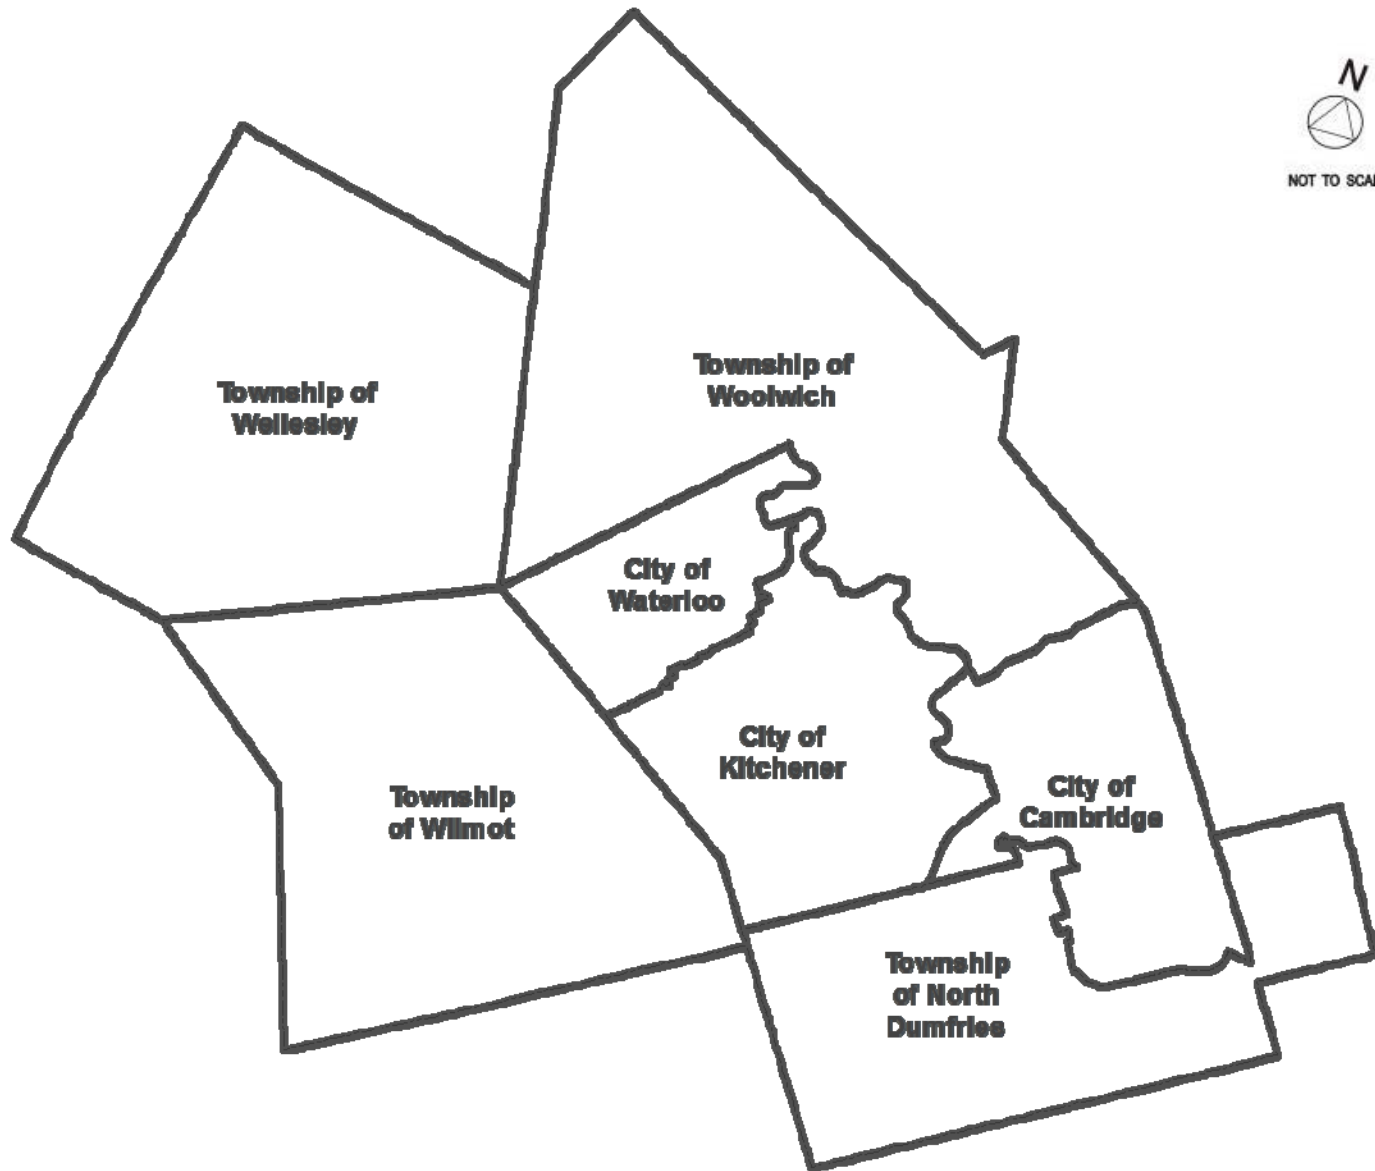 N
NOT TO SCAL
Township of
Woolwich
Township of
Wellesley
City of
Waterloo
City of
Kitchener
City of
Cambridge
Township
of Wilmot
Township
of North
Dumfries